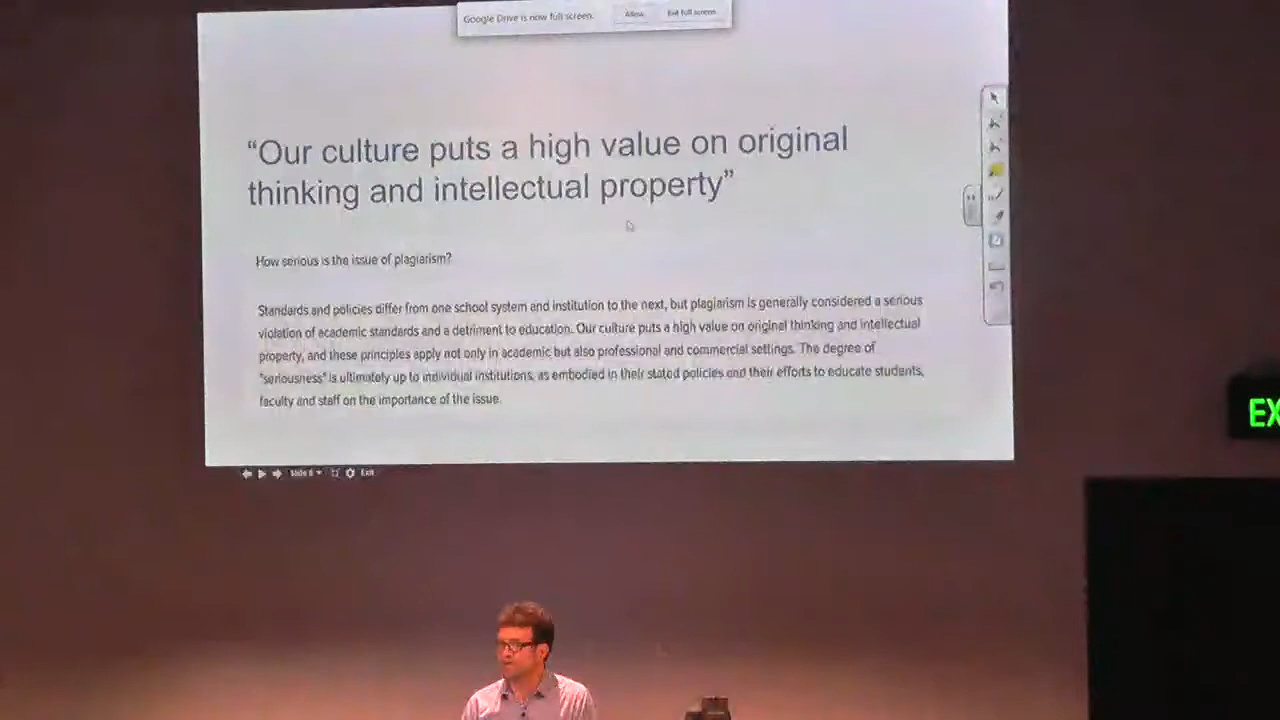 Google Drive is now full screen.
Allow
Exit full screen
“Our culture puts a high value on original
thinking and intellectual property”
How serious is the issue of plagiarism?
Standards and policies differ from one school system and institution to the next, but plagiarism is generally considered a serious
violation of academic standards and a detriment to education. Our culture puts a high value on original thinking and intellectual
property, and these principles apply not only in academic but also professional and commercial settings. The degree of
"seriousness" is ultimately up to individual institutions, as embodied in their stated policies and their efforts to educate students,
faculty and staff on the importance of the issue.
Slide 6
Exit
EX